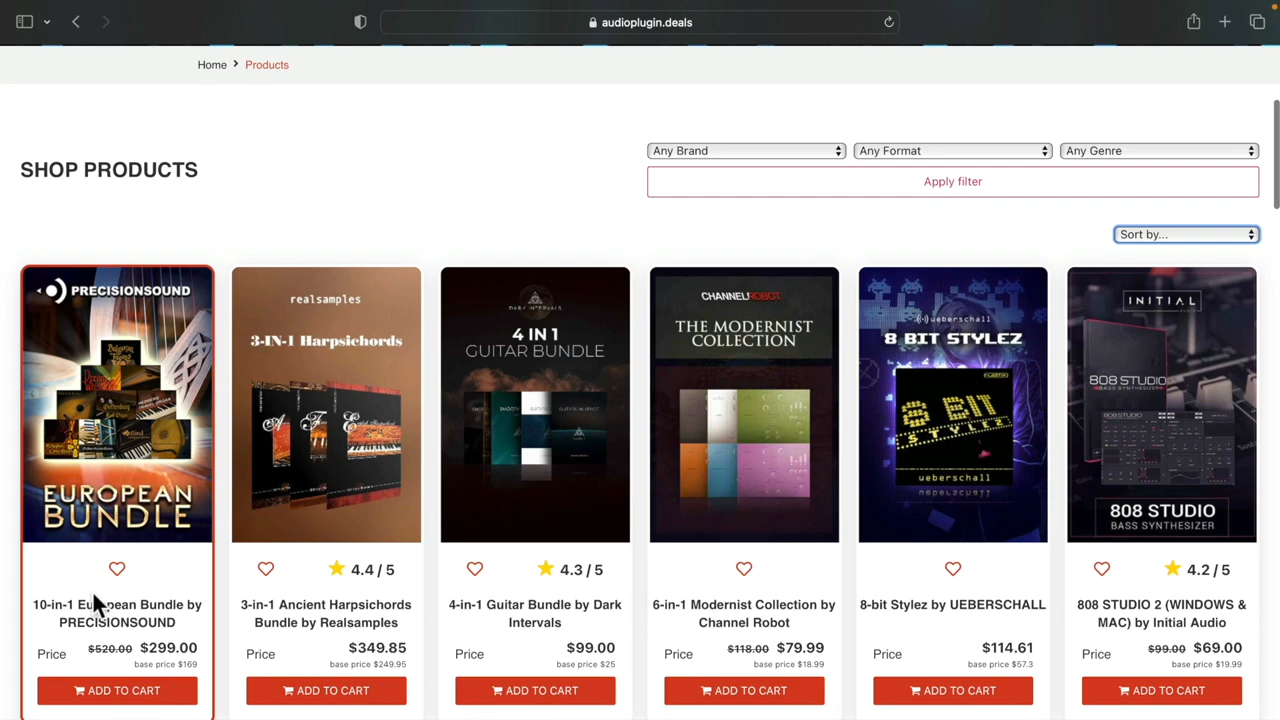 audioplugin.deals
Home > Products
SHOP PRODUCTS
Any Brand
Any Format
Any Genre
Apply filter
Sort by...
PRECISIONSOUND
EUROPEAN
BUNDLE
realsamples
3-IN-1 Harpsichords
DARK INTERVALS
4 IN 1
GUITAR BUNDLE
CHANNELROBOT
THE MODERNIST
COLLECTION
ueberschall
8 BIT STYLEZ
8 BIT
STYLEZ
ueberschall
INITIAL
808 STUDIO
BASS SYNTHESIZER
808 STUDIO
BASS SYNTHESIZER
4.4 / 5
4.3 / 5
4.2 / 5
10-in-1 European Bundle by
PRECISIONSOUND
3-in-1 Ancient Harpsichords
Bundle by Realsamples
4-in-1 Guitar Bundle by Dark
Intervals
6-in-1 Modernist Collection by
Channel Robot
8-bit Stylez by UEBERSCHALL
808 STUDIO 2 (WINDOWS &
MAC) by Initial Audio
Price $520.00 $299.00
base price $169
Price $349.85
base price $249.95
Price $99.00
base price $25
Price $118.00 $79.99
base price $18.99
Price $114.61
base price $57.3
Price $99.00 $69.00
base price $19.99
ADD TO CART
ADD TO CART
ADD TO CART
ADD TO CART
ADD TO CART
ADD TO CART